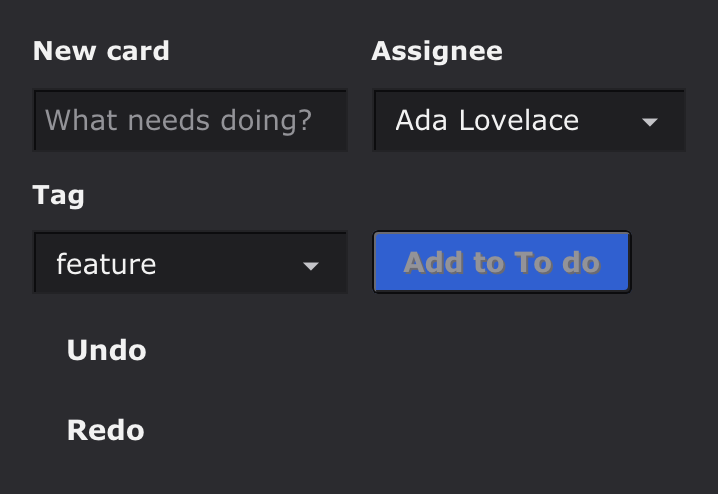 New card
Assignee
What needs doing?
Ada Lovelace
Tag
feature
Add to To do
Undo
Redo